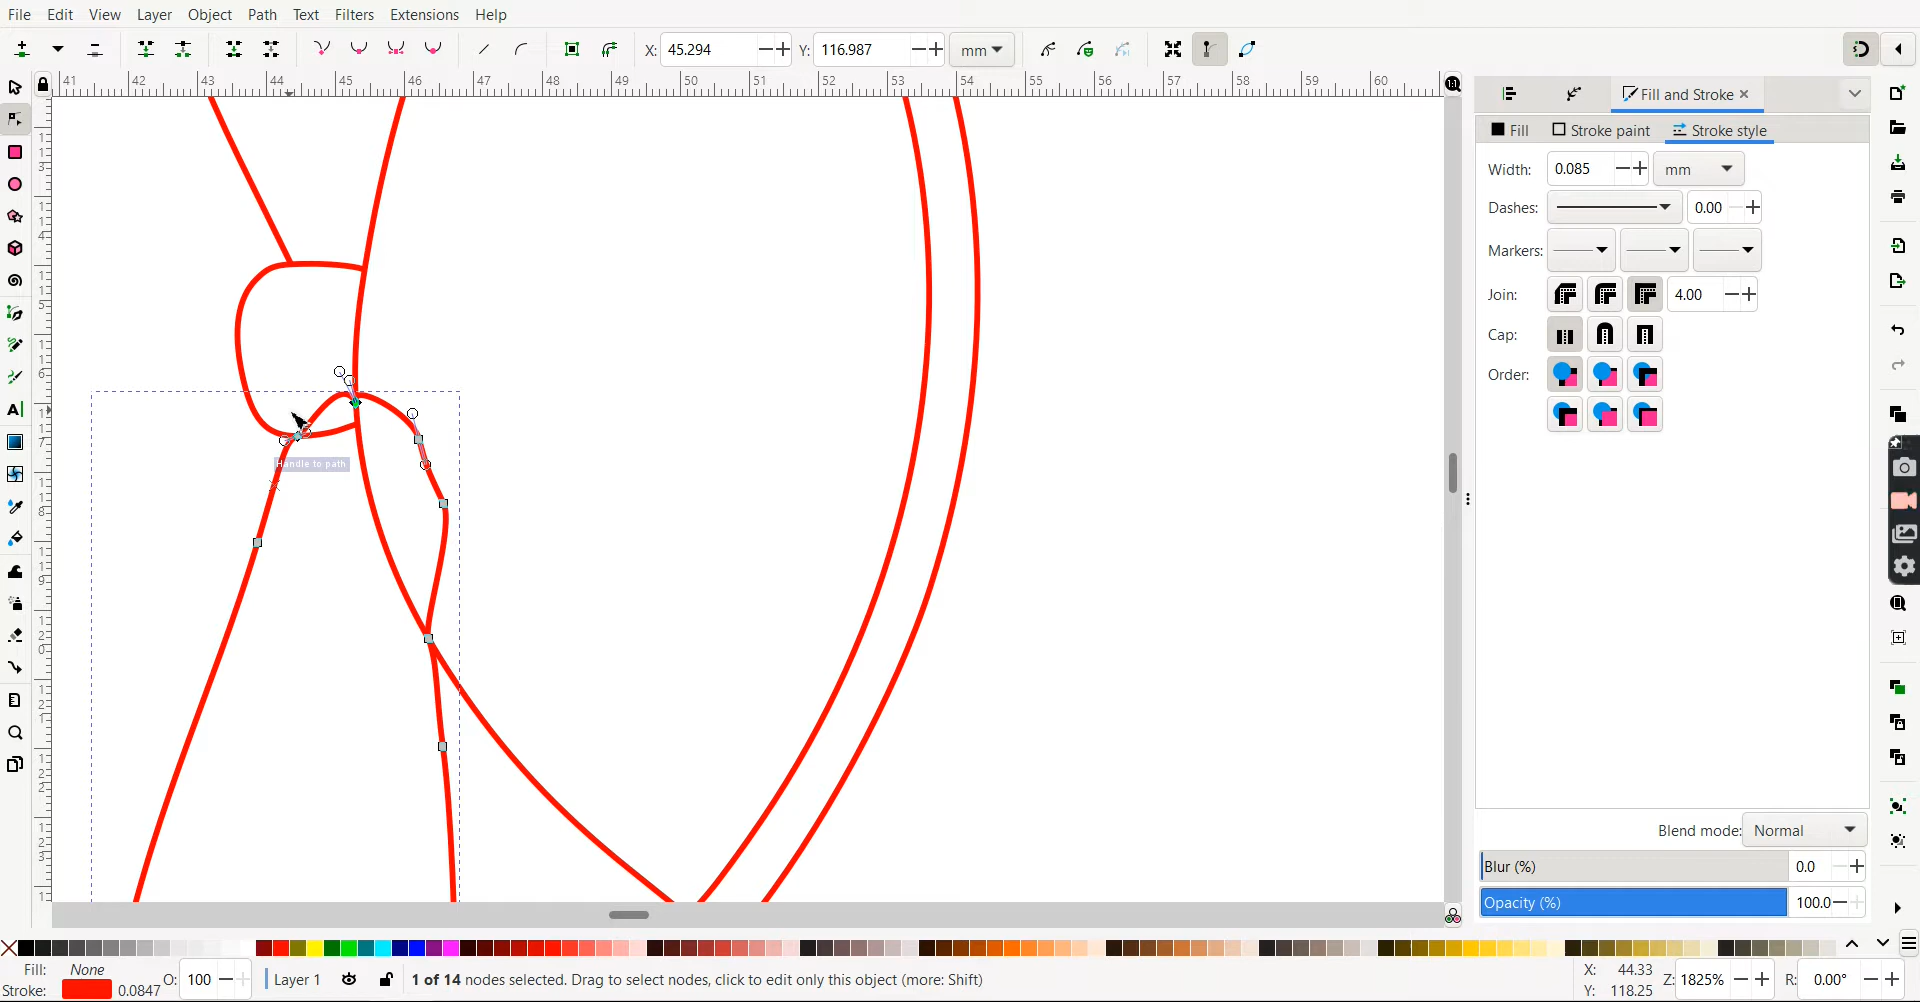 File Edit View Layer Object Path Text Filters Extensions Help
X: 45.294 Y: 116.987 mm
41 42 43 44 45 46 47 48 49 50 51 52 53 54 55 56 57 58 59 60
Fill and Stroke
Fill Stroke paint Stroke style
Width: 0.085 mm
Dashes: 0.00
Markers:
Join: 4.00
Cap:
Order:
Handle to path
Blend mode: Normal
Blur (%) 0.0
Opacity (%) 100.0
Fill: None O: 100 Layer 1 1 of 14 nodes selected. Drag to select nodes, click to edit only this object (more: Shift) X: 44.33 Z: 1825% R: 0.00°
Stroke: 0.0847 Y: 118.25